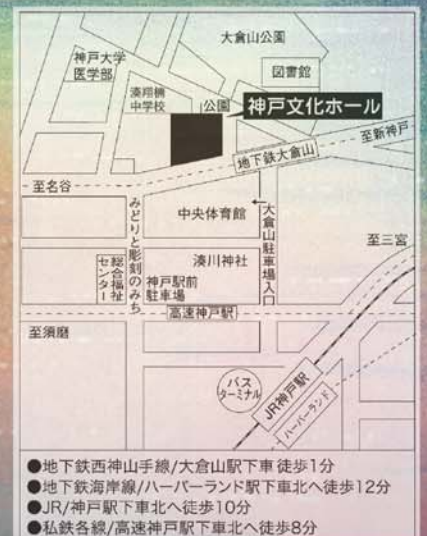 大倉山公園
神戸大学
医学部
図書館
湊翔楠
中学校
公園
神戸文化ホール
至新神戸
地下鉄大倉山
至名谷
みどりと彫刻のみち
中央体育館
大倉山駐車場入口
至三宮
総合福祉
センター
湊川神社
神戸駅前
駐車場
高速神戸駅
至須磨
バス
ターミナル
JR神戸駅
ハーバーランド
●地下鉄西神山手線/大倉山駅下車徒歩1分
●地下鉄海岸線/ハーバーランド駅下車北へ徒歩12分
●JR/神戸駅下車北へ徒歩10分
●私鉄各線/高速神戸駅下車北へ徒歩8分